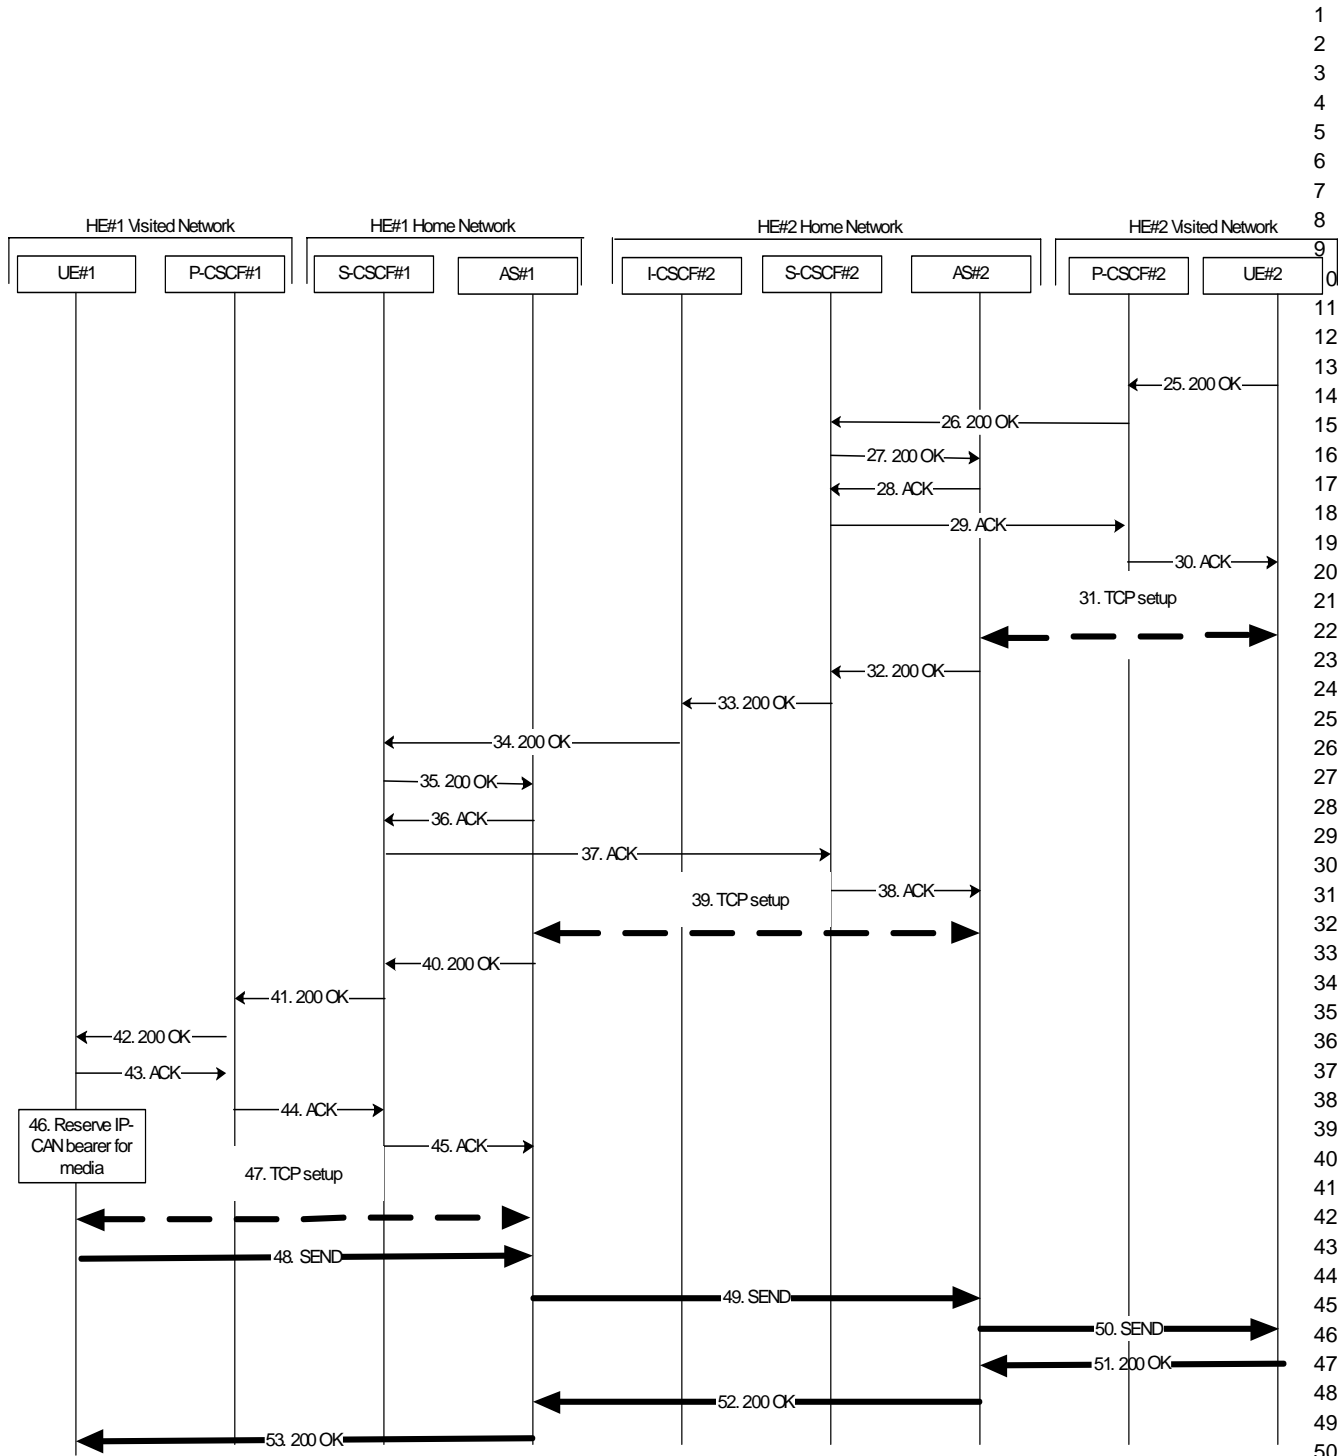 1
2
3
4
5
6
7
8
9
0
11
12
13
14
15
16
17
18
19
20
21
22
23
24
25
26
27
28
29
30
31
32
33
34
35
36
37
38
39
40
41
42
43
44
45
46
47
48
49
50
HE#1 Visited Network
HE#1 Home Network
HE#2 Home Network
HE#2 Visited Network
UE#1
P-CSCF#1
S-CSCF#1
AS#1
I-CSCF#2
S-CSCF#2
AS#2
P-CSCF#2
UE#2
25. 200 OK
26. 200 OK
27. 200 OK
28. ACK
29. ACK
30. ACK
31. TCP setup
32. 200 OK
33. 200 OK
34. 200 OK
35. 200 OK
36. ACK
37. ACK
38. ACK
39. TCP setup
40. 200 OK
41. 200 OK
42. 200 OK
43. ACK
44. ACK
45. ACK
46. Reserve IP-
CAN bearer for
media
47. TCP setup
48. SEND
49. SEND
50. SEND
51. 200 OK
52. 200 OK
53. 200 OK